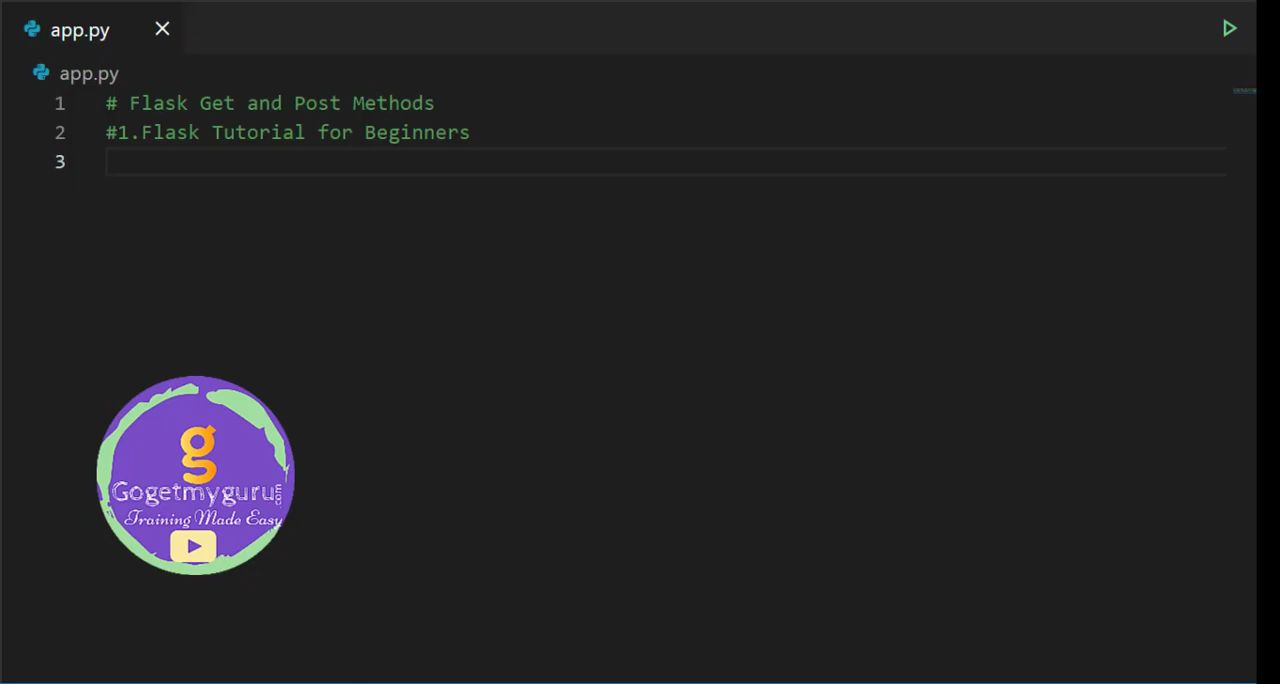 app.py
app.py
1 # Flask Get and Post Methods
2 #1.Flask Tutorial for Beginners
3
g
Gogetmyguru.com
Training Made Easy